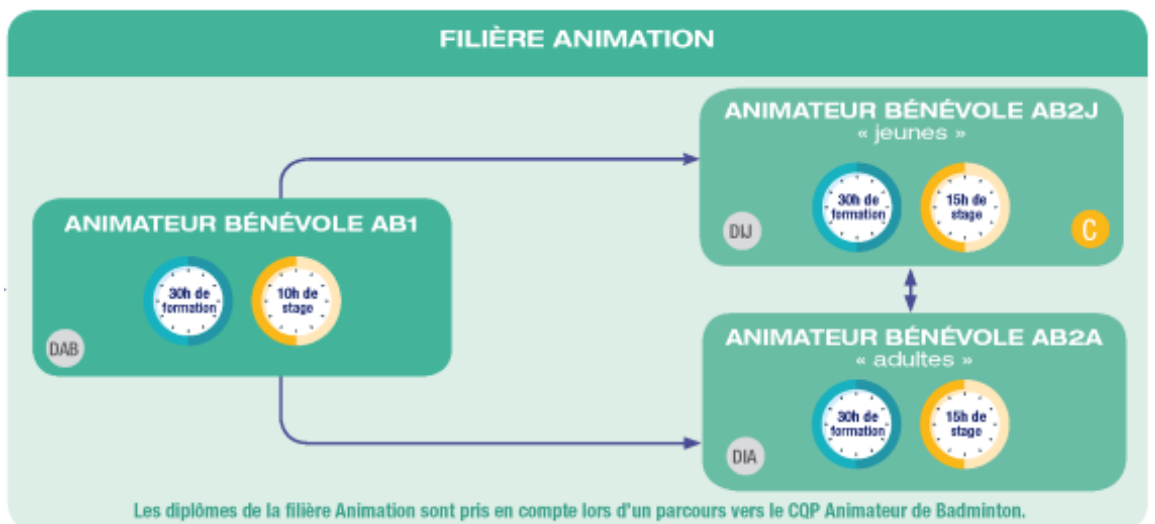 FILIÈRE ANIMATION
ANIMATEUR BÉNÉVOLE AB1
30h de
formation
10h de
stage
DAB
ANIMATEUR BÉNÉVOLE AB2J
« jeunes »
30h de
formation
15h de
stage
DIJ
C
ANIMATEUR BÉNÉVOLE AB2A
« adultes »
30h de
formation
15h de
stage
DIA
Les diplômes de la filière Animation sont pris en compte lors d'un parcours vers le CQP Animateur de Badminton.